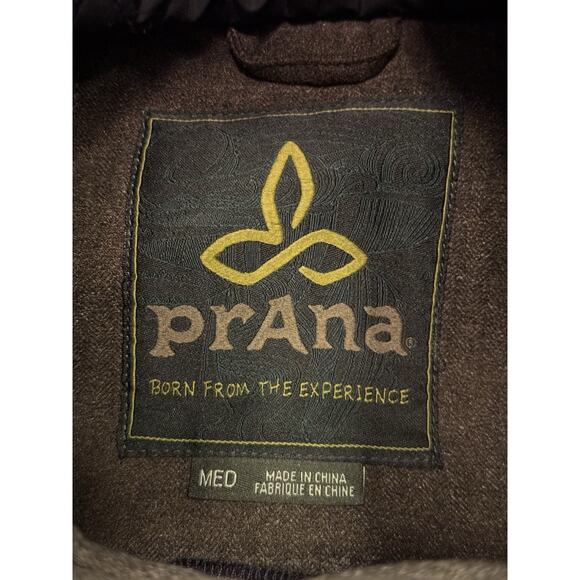 prAna®
BORN FROM THE EXPERIENCE
MED
MADE IN CHINA
FABRIQUE EN CHINE